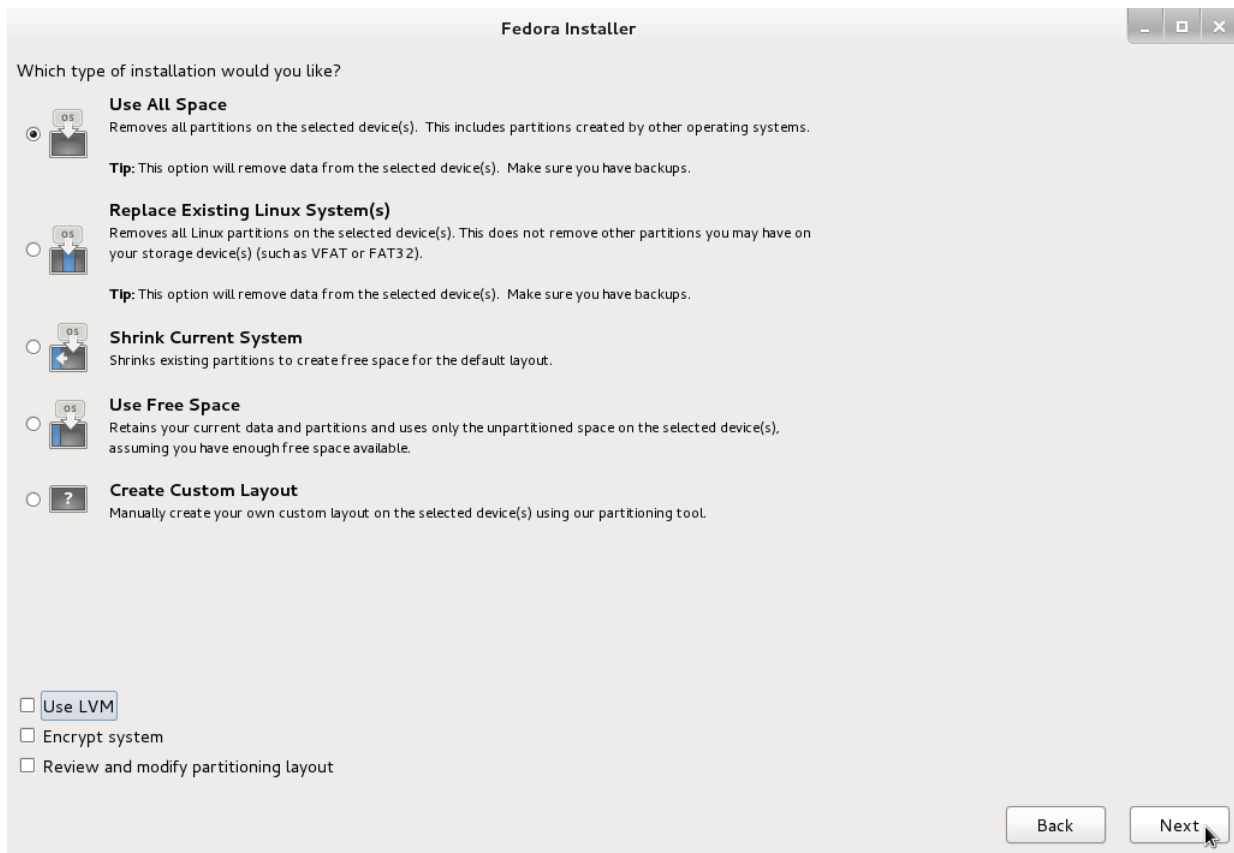 Fedora Installer
Which type of installation would you like?
OS
Use All Space
Removes all partitions on the selected device(s). This includes partitions created by other operating systems.
Tip: This option will remove data from the selected device(s). Make sure you have backups.
OS
Replace Existing Linux System(s)
Removes all Linux partitions on the selected device(s). This does not remove other partitions you may have on
your storage device(s) (such as VFAT or FAT32).
Tip: This option will remove data from the selected device(s). Make sure you have backups.
OS
Shrink Current System
Shrinks existing partitions to create free space for the default layout.
OS
Use Free Space
Retains your current data and partitions and uses only the unpartitioned space on the selected device(s),
assuming you have enough free space available.
?
Create Custom Layout
Manually create your own custom layout on the selected device(s) using our partitioning tool.
Use LVM
Encrypt system
Review and modify partitioning layout
Back
Next